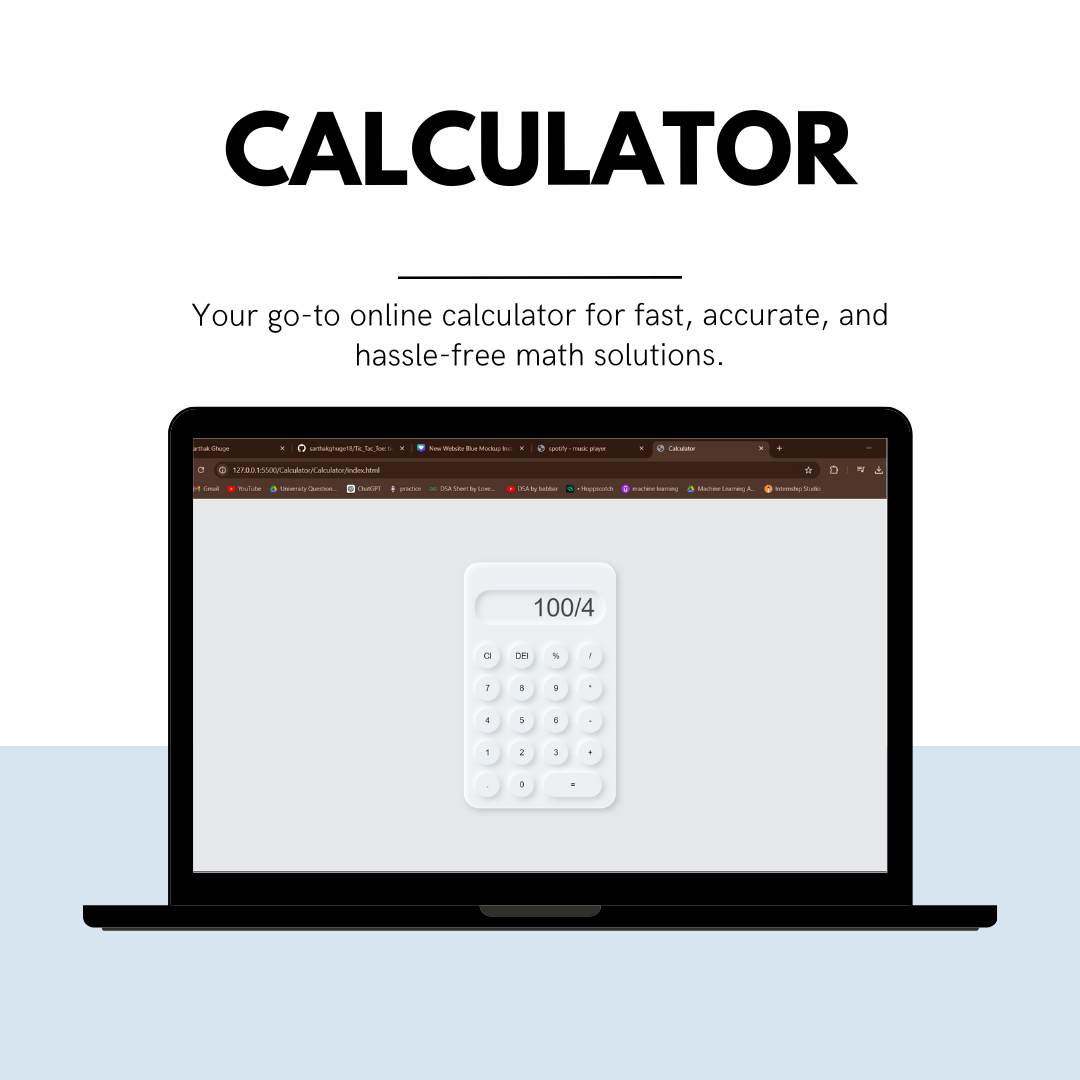 CALCULATOR
Your go-to online calculator for fast, accurate, and
hassle-free math solutions.
arthak Ghuge sarthakghuge18/Tic_Tac_Toe: ti New Website Blue Mockup Inst spotify - music player Calculator
127.0.0.1:5500/Calculator/Calculator/index.html
Gmail YouTube University Question... ChatGPT practice DSA Sheet by Love... DSA by babbar • Hoppscotch machine learning Machine Learning A... Internship Studio
100/4
Cl DEl % /
7 8 9 *
4 5 6 -
1 2 3 +
. 0 =